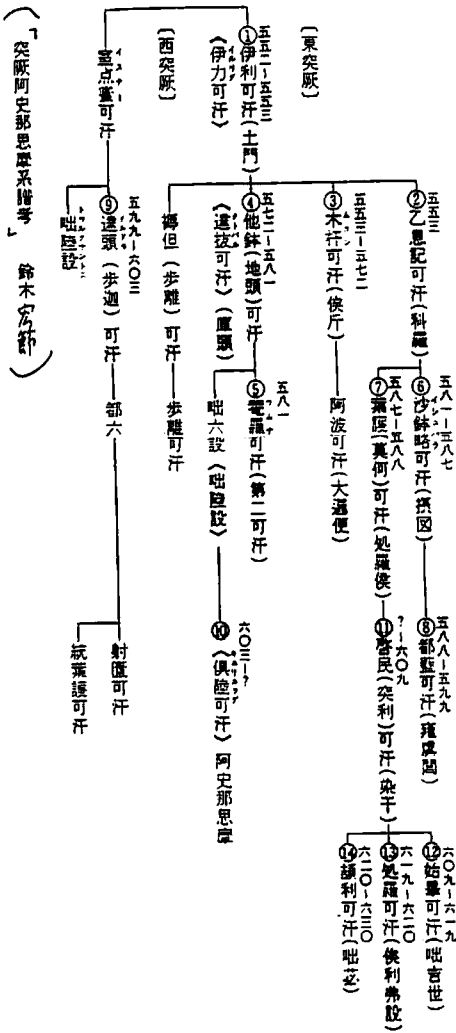 〔東突厥〕
五五二~五五三
①伊利可汗(土門)
〈伊力可汗〉
五五三
②乙息記可汗(科羅)
五八一~五八七
⑥沙鉢略可汗(摂図)
五八八~五九九
⑧都藍可汗(雍虞閭)
五八七~五八八
⑦葉護(莫何)可汗(処羅侯)
?~六〇九
⑪啓民(突利)可汗(染干)
六〇九~六一九
⑫始畢可汗(咄吉世)
六一九~六二〇
⑬処羅可汗(俟利弗設)
六二〇~六三〇
⑭頡利可汗(咄苾)
五五三~五七二
③木杆可汗(俟斤)
阿波可汗(大邏便)
五七二~五八一
④他鉢(地頭)可汗
〈達抜可汗〉(庫頭)
五八一
⑤菴羅可汗(第二可汗)
咄六設〈咄陸設〉
六〇三~?
⑩〈俱陸可汗〉阿史那思摩
褥但(歩離)可汗
歩離可汗
〔西突厥〕
室点蜜可汗
五九九~六〇三
⑨達頭(歩迦)可汗
都六
射匱可汗
統葉護可汗
咄陸設
(「突厥阿史那思摩系譜考」 鈴木宏節)